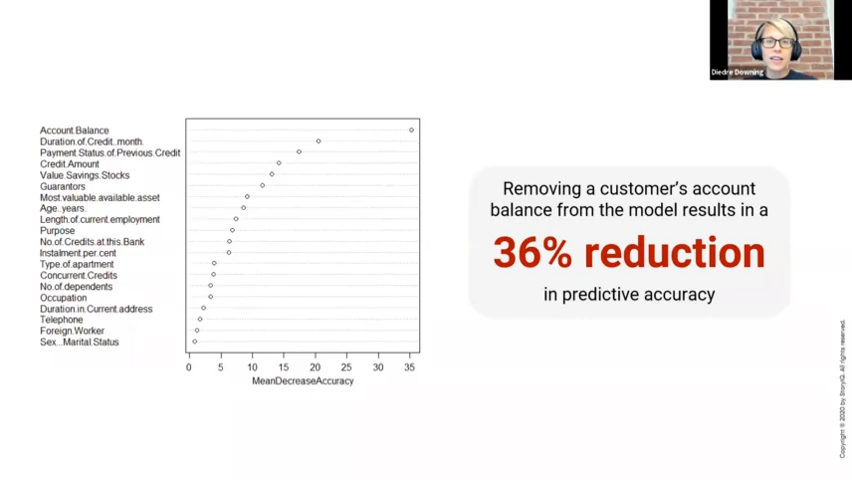 Diedre Downing
Account.Balance
Duration.of.Credit..month.
Payment.Status.of.Previous.Credit
Credit.Amount
Value.Savings.Stocks
Guarantors
Most.valuable.available.asset
Age..years.
Length.of.current.employment
Purpose
No.of.Credits.at.this.Bank
Instalment.per.cent
Type.of.apartment
Concurrent.Credits
No.of.dependents
Occupation
Duration.in.Current.address
Telephone
Foreign.Worker
Sex...Marital.Status
0 5 10 15 20 25 30 35
MeanDecreaseAccuracy
Removing a customer's account
balance from the model results in a
36% reduction
in predictive accuracy
Copyright © 2020 by StoryIQ. All rights reserved.